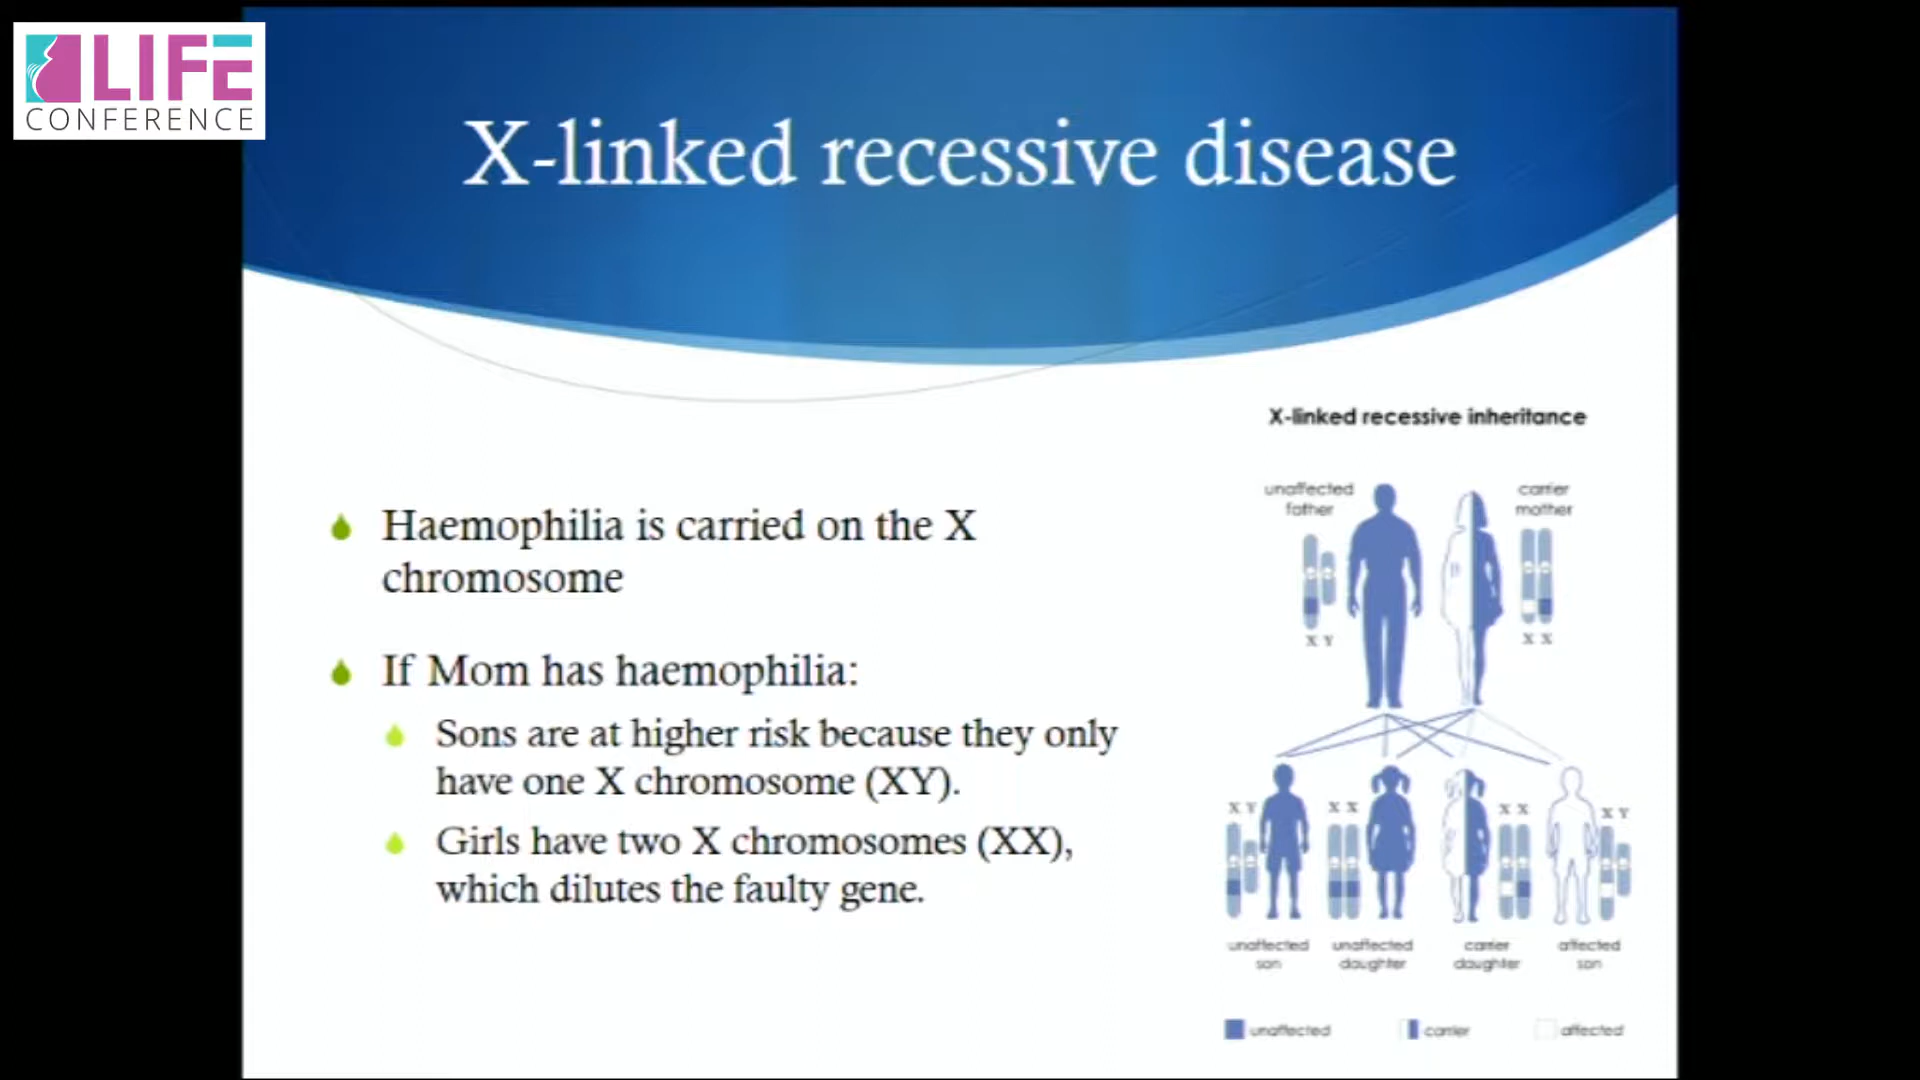 LIFE
CONFERENCE
X-linked recessive disease
Haemophilia is carried on the X
chromosome
If Mom has haemophilia:
Sons are at higher risk because they only
have one X chromosome (XY).
Girls have two X chromosomes (XX),
which dilutes the faulty gene.
X-linked recessive inheritance
unaffected
father
carrier
mother
X Y
X X
X Y
X X
X X
X Y
unaffected
son
unaffected
daughter
carrier
daughter
affected
son
unaffected
carrier
affected